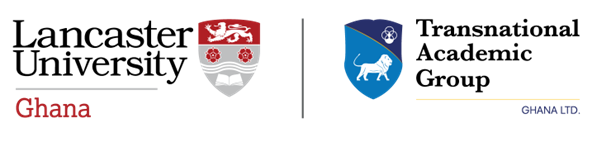 Lancaster
University
Ghana
Transnational
Academic
Group
GHANA LTD.